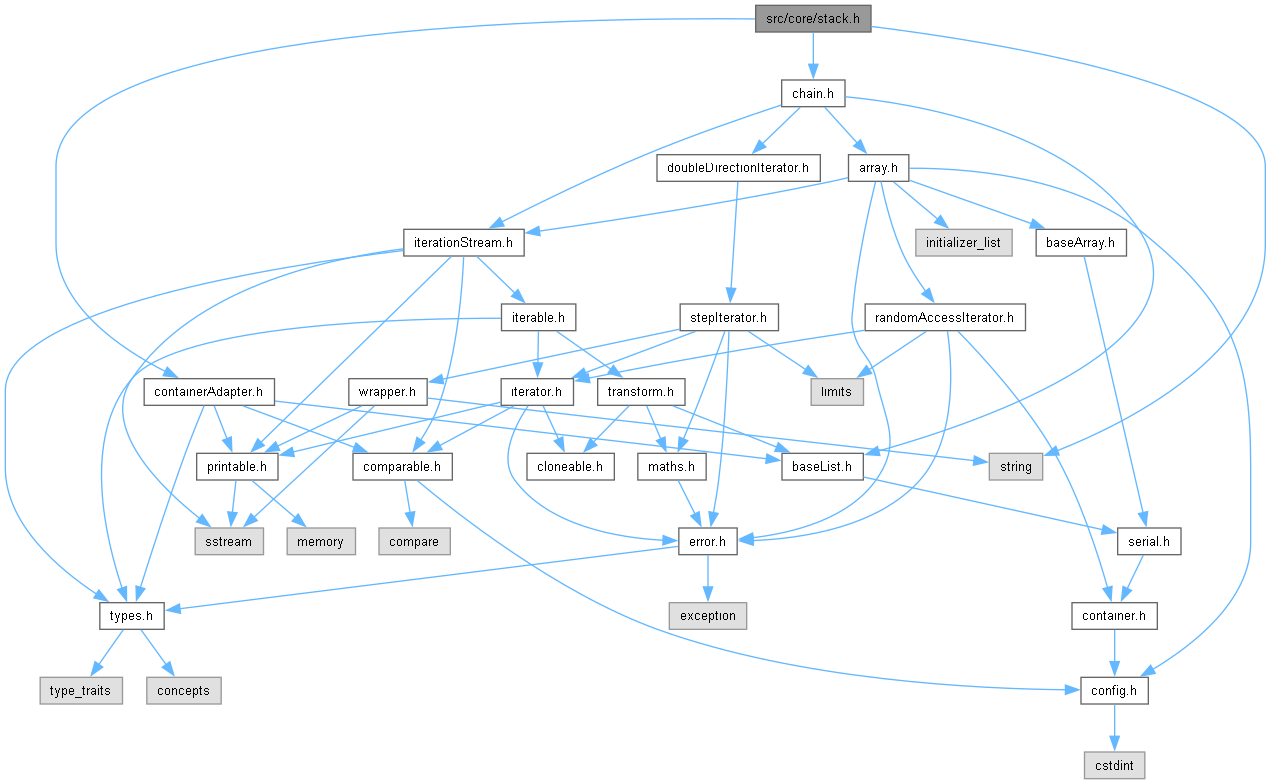 src/core/stack.h
chain.h
doubleDirectionIterator.h
array.h
iterationStream.h
initializer_list
baseArray.h
iterable.h
stepIterator.h
randomAccessIterator.h
containerAdapter.h
wrapper.h
iterator.h
transform.h
limits
printable.h
comparable.h
cloneable.h
maths.h
baseList.h
string
sstream
memory
compare
error.h
serial.h
types.h
exception
container.h
type_traits
concepts
config.h
cstdint